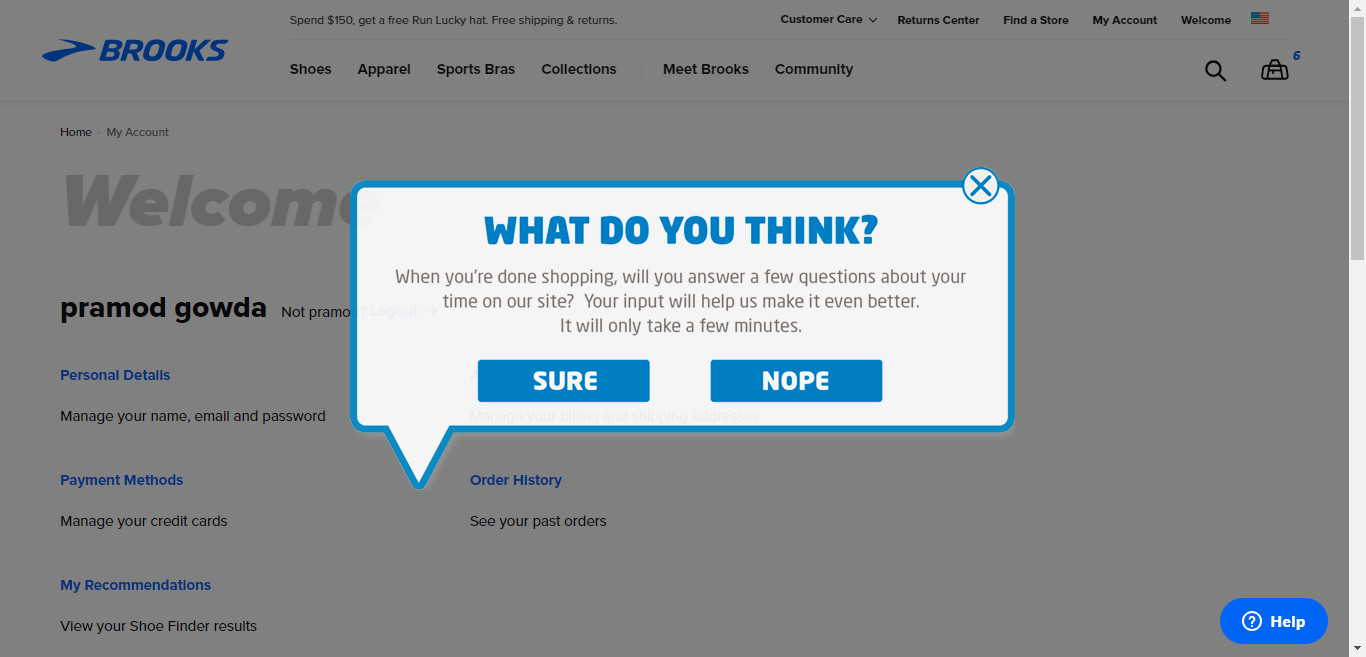 Spend $150, get a free Run Lucky hat. Free shipping & returns.
Customer Care Returns Center Find a Store My Account Welcome
BROOKS
Shoes Apparel Sports Bras Collections Meet Brooks Community
6
Home - My Account
Welcome
WHAT DO YOU THINK?
When you're done shopping, will you answer a few questions about your
time on our site? Your input will help us make it even better.
It will only take a few minutes.
SURE NOPE
pramod gowda Not pramod? Logout →
Personal Details
Manage your name, email and password
Manage your billing and shipping addresses
Payment Methods
Manage your credit cards
Order History
See your past orders
My Recommendations
View your Shoe Finder results
? Help